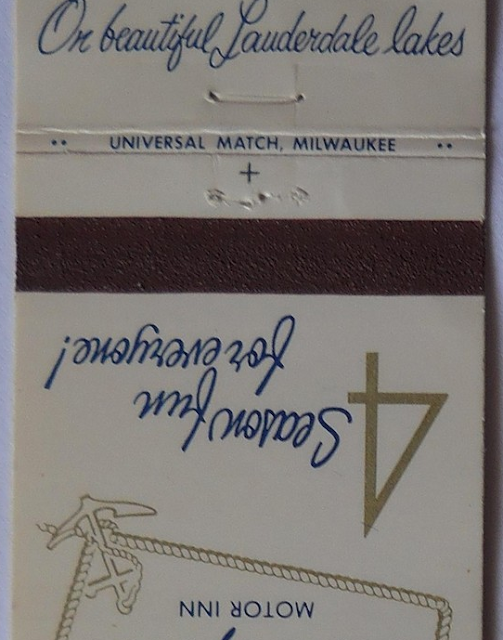 On beautiful Lauderdale lakes
•• UNIVERSAL MATCH, MILWAUKEE ••
+
4 Season fun
for everyone!
MOTOR INN